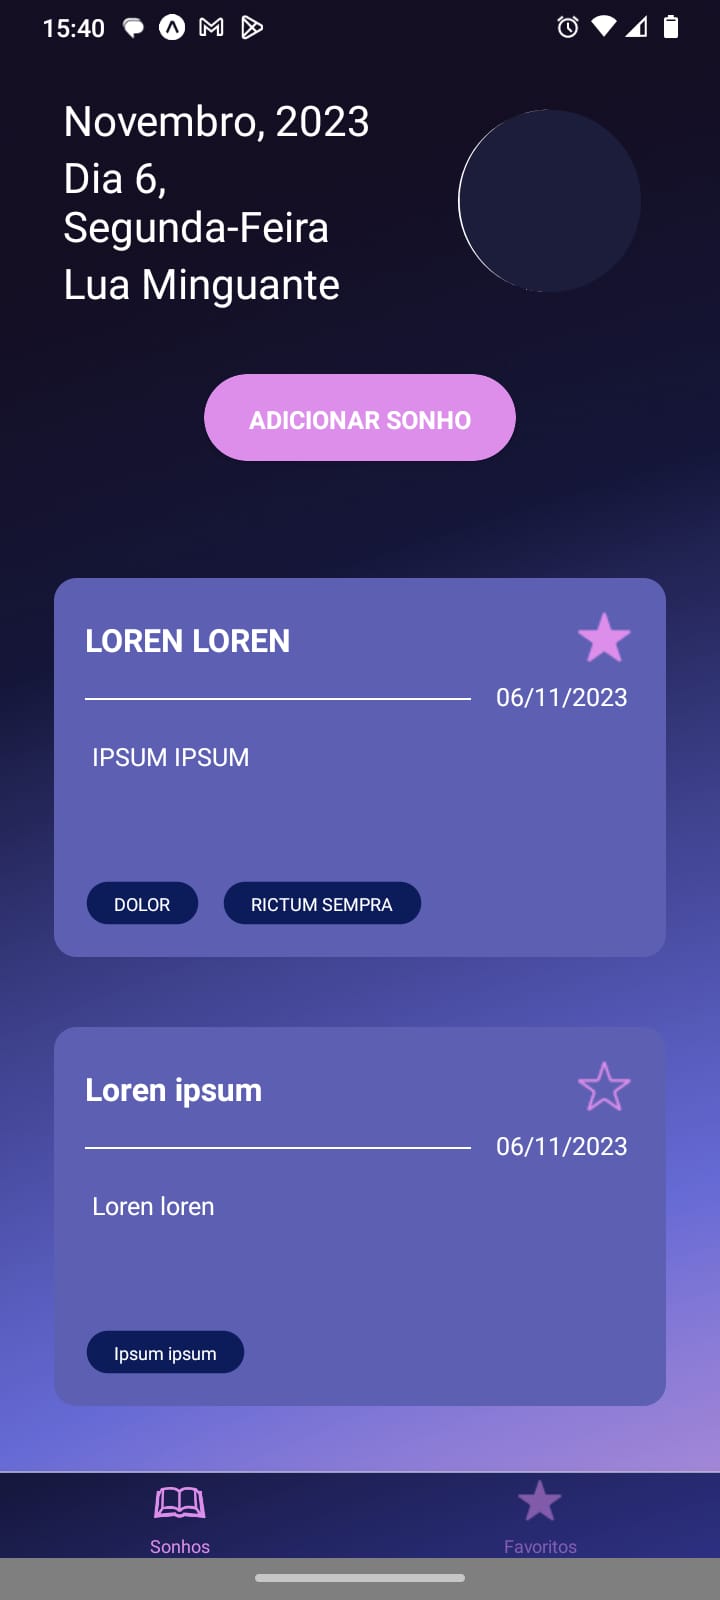 15:40
Novembro, 2023
Dia 6,
Segunda-Feira
Lua Minguante
ADICIONAR SONHO
LOREN LOREN
06/11/2023
IPSUM IPSUM
DOLOR RICTUM SEMPRA
Loren ipsum
06/11/2023
Loren loren
Ipsum ipsum
Sonhos Favoritos